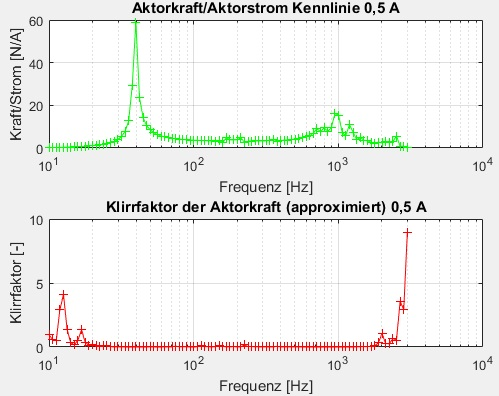 Aktorkraft/Aktorstrom Kennlinie 0,5 A
Kraft/Strom [N/A]
60
40
20
0
10^1
10^2
10^3
10^4
Frequenz [Hz]
Klirrfaktor der Aktorkraft (approximiert) 0,5 A
Klirrfaktor [-]
10
5
0
10^1
10^2
10^3
10^4
Frequenz [Hz]